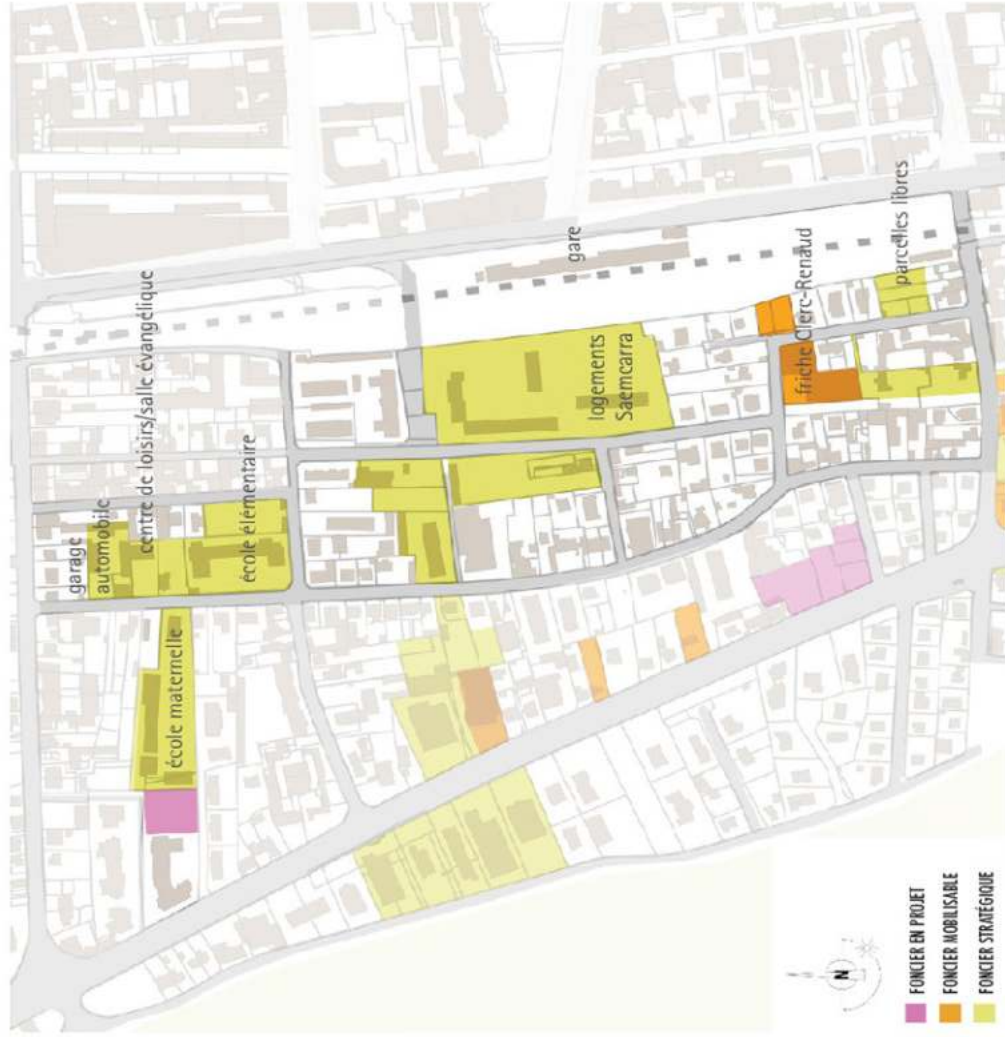 garage
automobile
centre de loisirs/salle évangélique
école élémentaire
école maternelle
gare
logements
Saemcarra
friche Clerc-Renaud
parcelles libres
N
FONCIER EN PROJET
FONCIER MOBILISABLE
FONCIER STRATÉGIQUE